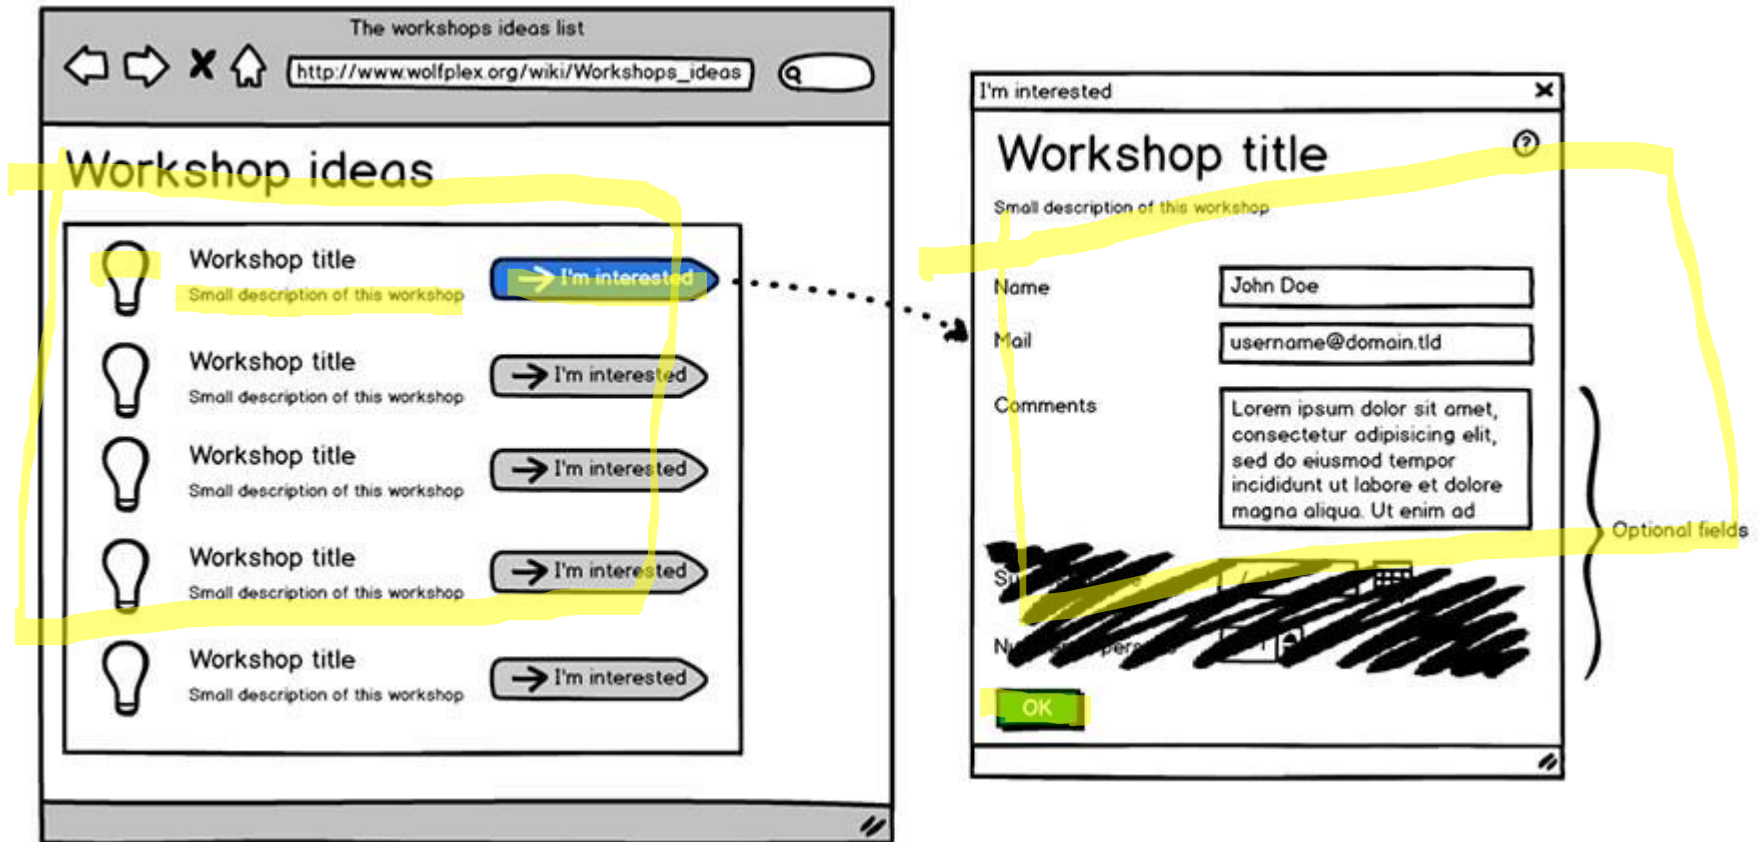 The workshops ideas list
http://www.wolfplex.org/wiki/Workshops_ideas
Workshop ideas
Workshop title
Small description of this workshop
I'm interested
Workshop title
Small description of this workshop
I'm interested
Workshop title
Small description of this workshop
I'm interested
Workshop title
Small description of this workshop
I'm interested
Workshop title
Small description of this workshop
I'm interested
I'm interested
Workshop title
?
Small description of this workshop
Name
John Doe
Mail
username@domain.tld
Comments
Lorem ipsum dolor sit amet,
consectetur adipisicing elit,
sed do eiusmod tempor
incididunt ut labore et dolore
magna aliqua. Ut enim ad
Optional fields
OK